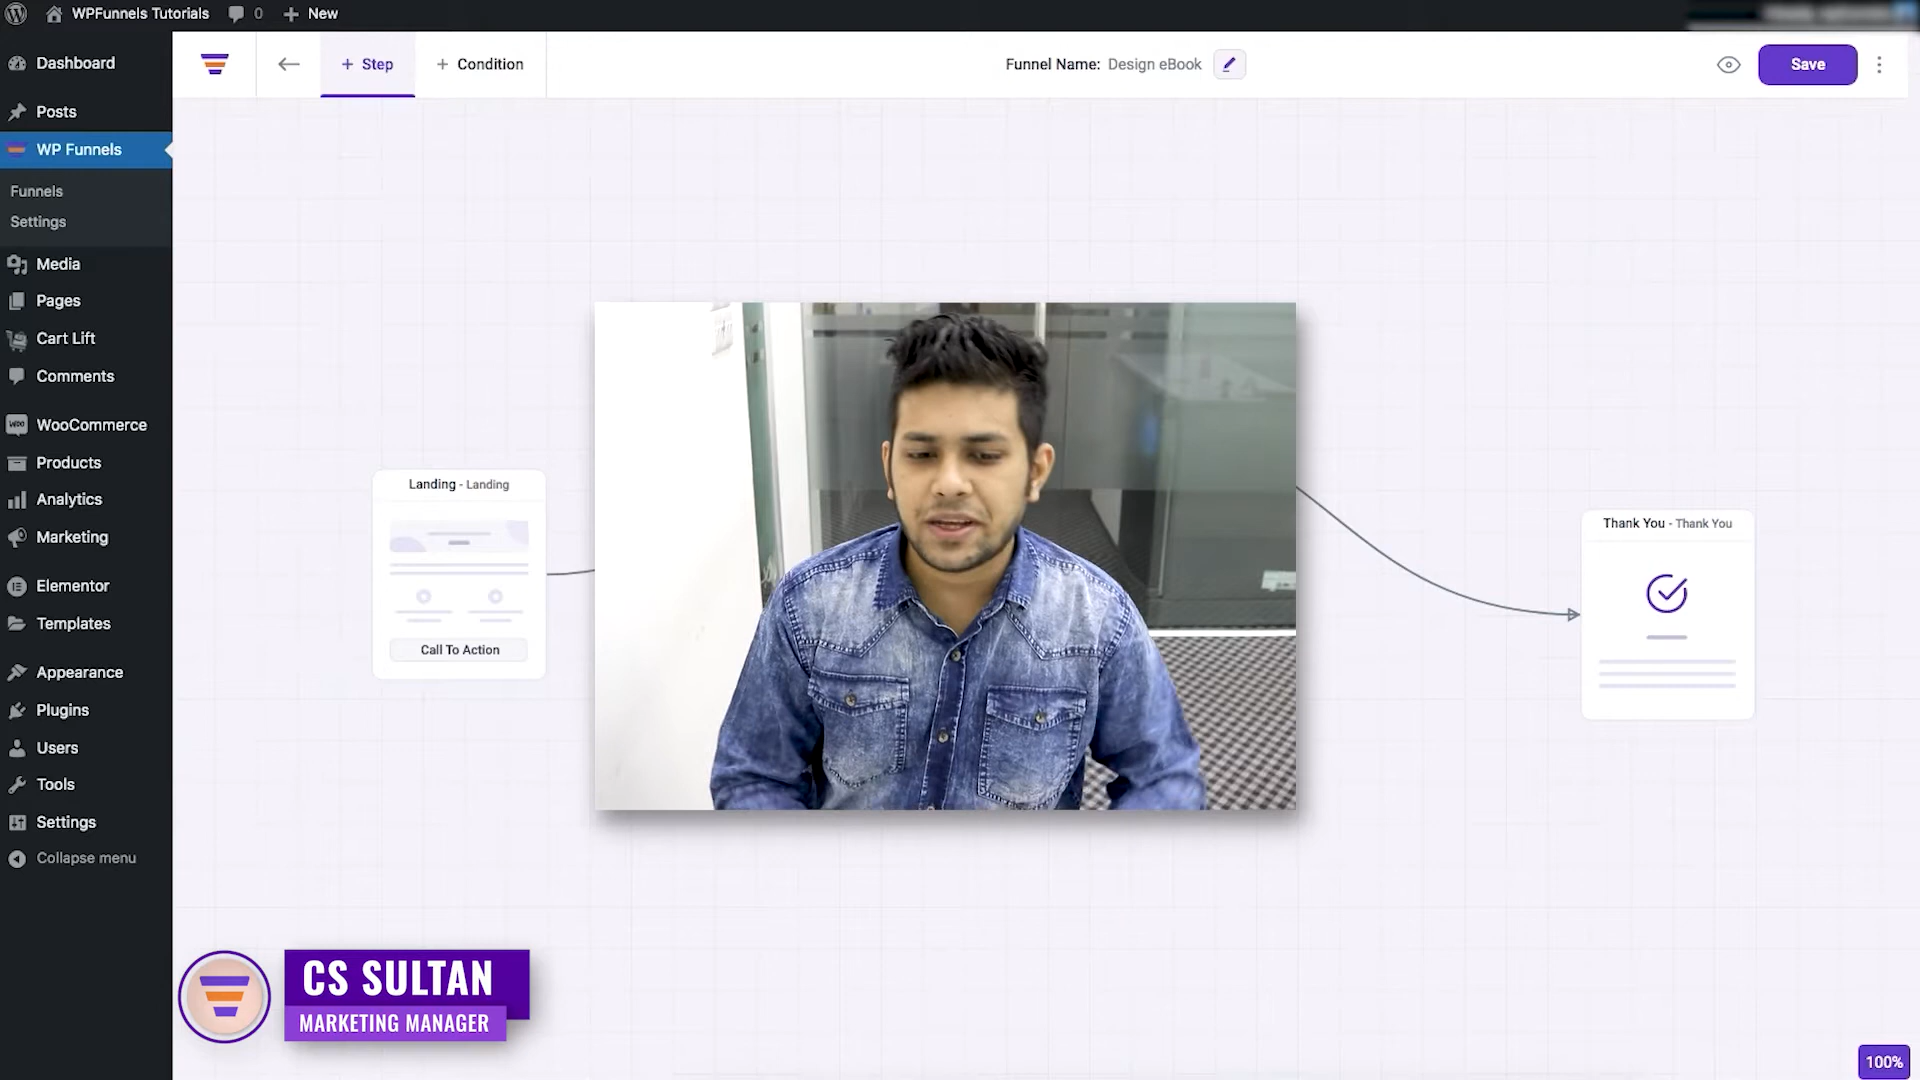 WPFunnels Tutorials
0
New
Dashboard
Posts
WP Funnels
Funnels
Settings
Media
Pages
Cart Lift
Comments
WooCommerce
Products
Analytics
Marketing
Elementor
Templates
Appearance
Plugins
Users
Tools
Settings
Collapse menu
+ Step
+ Condition
Funnel Name: Design eBook
Save
Landing - Landing
Call To Action
Thank You - Thank You
CS SULTAN
MARKETING MANAGER
100%